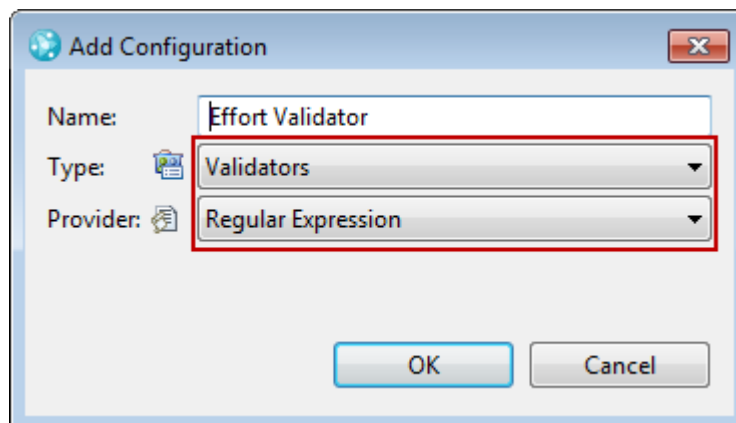 Add Configuration
Name: Effort Validator
Type: Validators
Provider: Regular Expression
OK Cancel